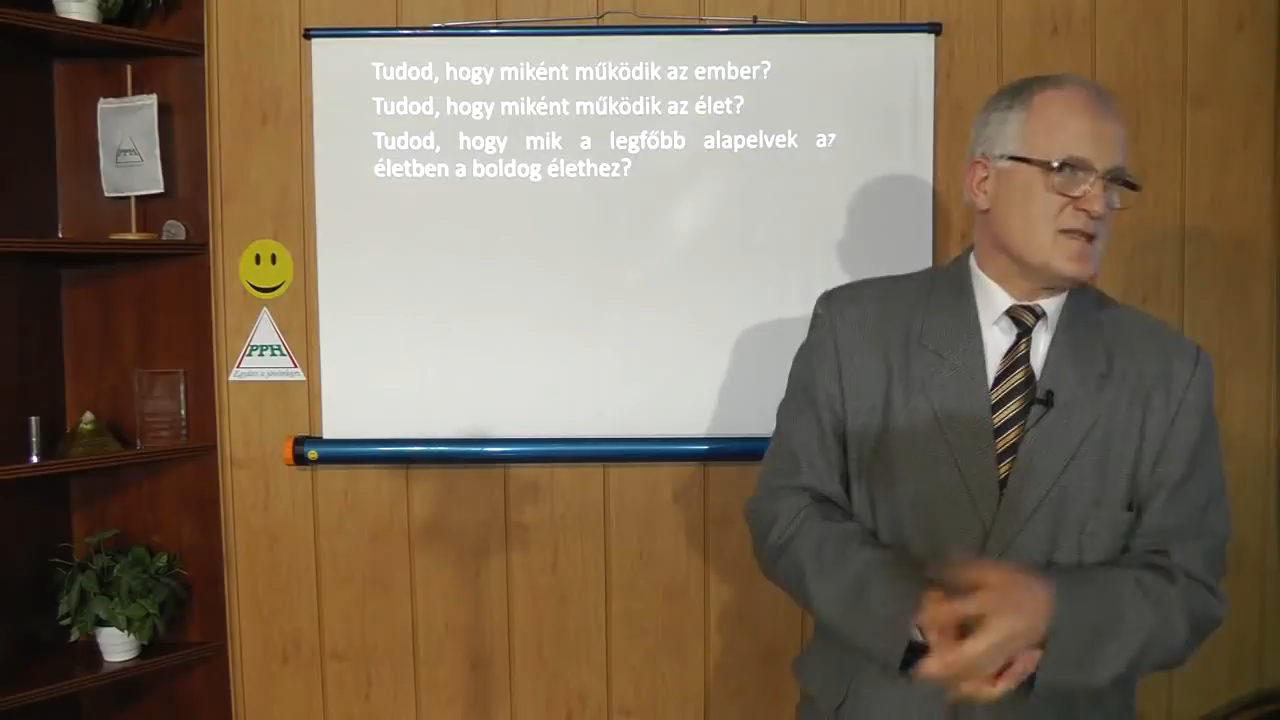 Tudod, hogy miként működik az ember?
Tudod, hogy miként működik az élet?
Tudod, hogy mik a legfőbb alapelvek az
életben a boldog élethez?
PPH
PPH